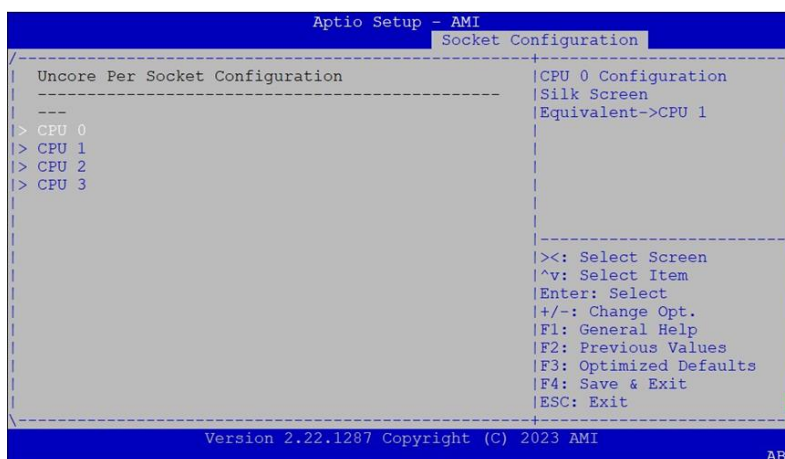 Aptio Setup - AMI
Socket Configuration
Uncore Per Socket Configuration
---
> CPU 0
> CPU 1
> CPU 2
> CPU 3
CPU 0 Configuration
Silk Screen
Equivalent->CPU 1
><: Select Screen
^v: Select Item
Enter: Select
+/-: Change Opt.
F1: General Help
F2: Previous Values
F3: Optimized Defaults
F4: Save & Exit
ESC: Exit
Version 2.22.1287 Copyright (C) 2023 AMI
AB